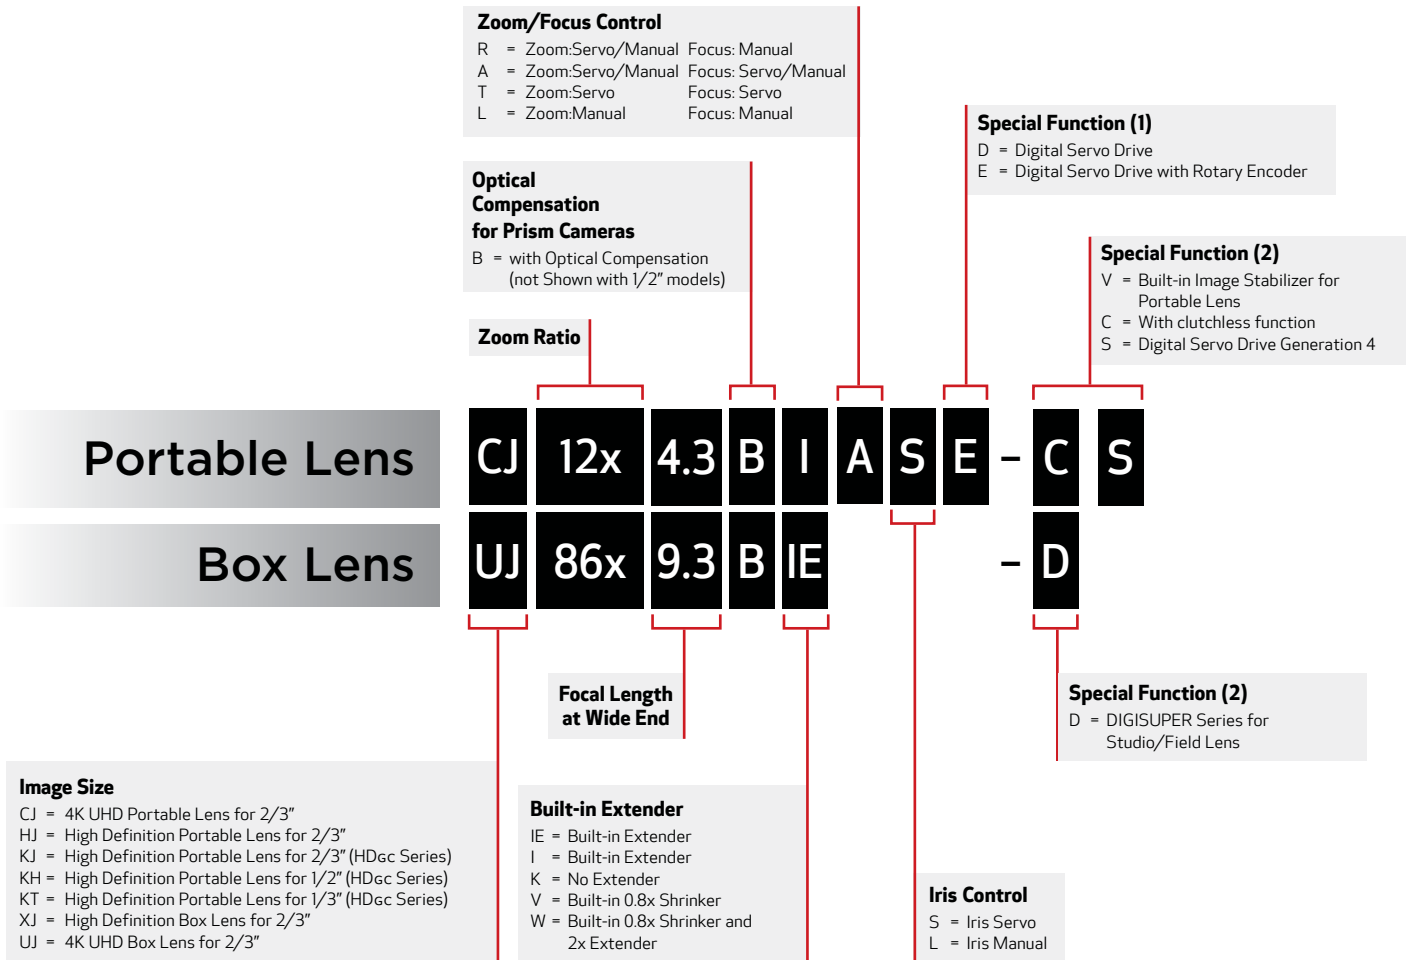 Zoom/Focus Control
R = Zoom:Servo/Manual Focus: Manual
A = Zoom:Servo/Manual Focus: Servo/Manual
T = Zoom:Servo Focus: Servo
L = Zoom:Manual Focus: Manual
Special Function (1)
D = Digital Servo Drive
E = Digital Servo Drive with Rotary Encoder
Optical
Compensation
for Prism Cameras
B = with Optical Compensation
(not Shown with 1/2" models)
Special Function (2)
V = Built-in Image Stabilizer for
Portable Lens
C = With clutchless function
S = Digital Servo Drive Generation 4
Zoom Ratio
Portable Lens CJ 12x 4.3 B I A S E – C S
Box Lens UJ 86x 9.3 B IE – D
Focal Length
at Wide End
Special Function (2)
D = DIGISUPER Series for
Studio/Field Lens
Image Size
CJ = 4K UHD Portable Lens for 2/3"
HJ = High Definition Portable Lens for 2/3"
KJ = High Definition Portable Lens for 2/3" (HDGC Series)
KH = High Definition Portable Lens for 1/2" (HDGC Series)
KT = High Definition Portable Lens for 1/3" (HDGC Series)
XJ = High Definition Box Lens for 2/3"
UJ = 4K UHD Box Lens for 2/3"
Built-in Extender
IE = Built-in Extender
I = Built-in Extender
K = No Extender
V = Built-in 0.8x Shrinker
W = Built-in 0.8x Shrinker and
2x Extender
Iris Control
S = Iris Servo
L = Iris Manual